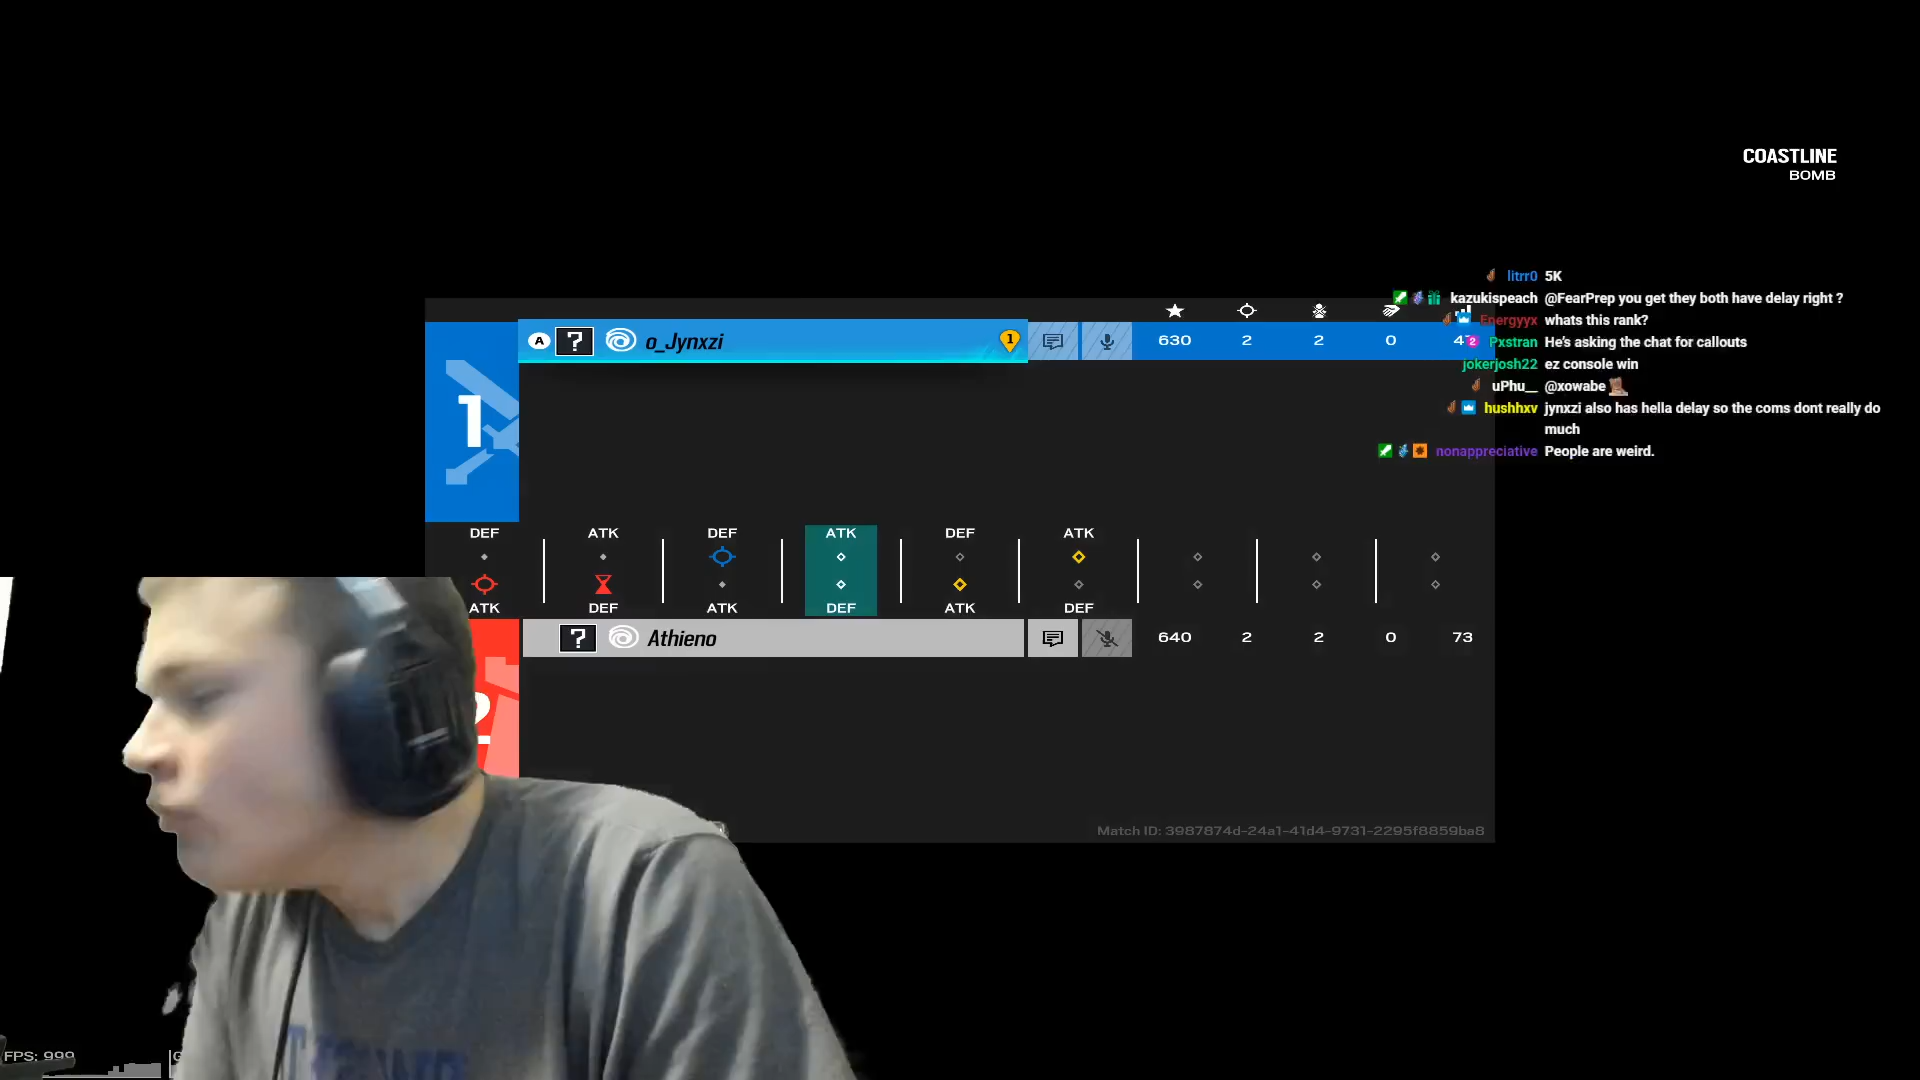 COASTLINE
BOMB
litrr0 5K
kazukispeach @FearPrep you get they both have delay right ?
Energyyx whats this rank?
2 Pxstran He's asking the chat for callouts
jokerjosh22 ez console win
uPhu__ @xowabe
hushhxv jynxzi also has hella delay so the coms dont really do
much
nonappreciative People are weird.
A ? o_Jynxzi 1 630 2 2 0
1
DEF ATK DEF ATK DEF ATK
ATK DEF ATK DEF ATK DEF
? Athieno 640 2 2 0 73
2
Match ID: 3987874d-24a1-41d4-9731-2295f8859ba8
FPS: 999